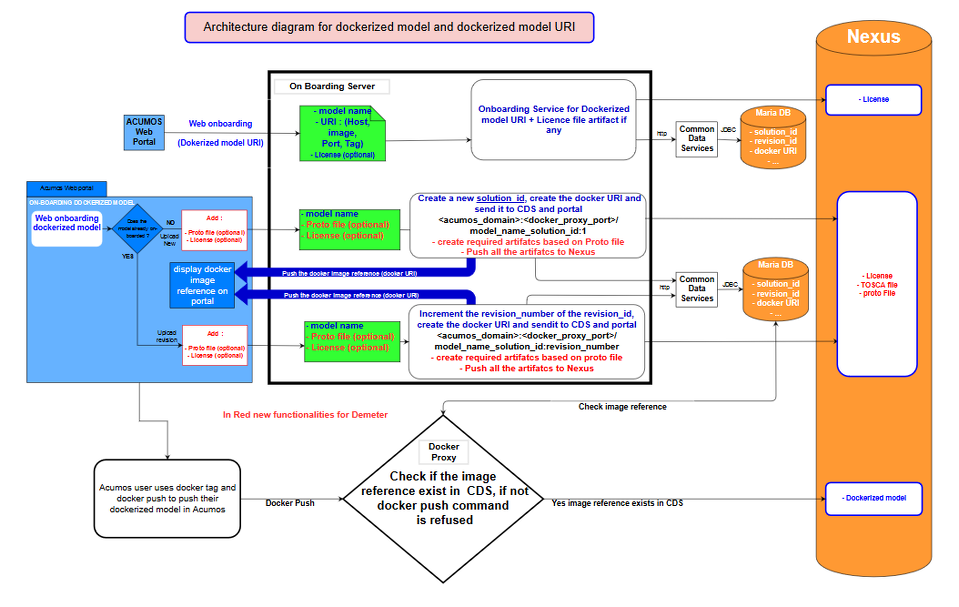 Architecture diagram for dockerized model and dockerized model URI
Nexus
On Boarding Server
ACUMOS
Web
Portal
Web onboarding
(Dokerized model URI)
- model name
- URI : (Host,
image,
Port, Tag)
- License (optional)
Onboarding Service for Dockerized
model URI + Licence file artifact if
any
http
Common
Data
Services
JDBC
Maria DB
- solution_id
- revision_id
- docker URI
- ...
- License
Acumos Webportal
ON-BOARDING DOCKERIZED MODEL
Web onboarding
dockerized model
Does the
model already on-
boarded ?
NO
Upload
New
YES
Add :
- Proto file (optional)
- License (optional)
- model name
- Proto file (optional)
- License (optional)
Create a new solution_id, create the docker URI and
send it to CDS and portal
<acumos_domain>:<docker_proxy_port>/
model_name_solution_id:1
- create required artifatcs based on Proto file
- Push all the artifatcs to Nexus
display docker
image
reference on
portal
Push the docker image reference (docker URI)
Push the docker image reference (docker URI)
http
Common
Data
Services
JDBC
Maria DB
- solution_id
- revision_id
- docker URI
- ...
- License
- TOSCA file
- proto File
Upload
revision
Add :
- Proto file (optional)
- License (optional)
- model name
- Proto file (optional)
- License (optional)
Increment the revision_number of the revision_id,
create the docker URI and sendit to CDS and portal
<acumos_domain>:<docker_proxy_port>/
model_name_solution_id:revision_number
- create required artifatcs based on proto file
- Push all the artifatcs to Nexus
In Red new functionalities for Demeter
Check image reference
Acumos user uses docker tag and
docker push to push their
dockerized model in Acumos
Docker Push
Docker
Proxy
Check if the image
reference exist in CDS, if not
docker push command
is refused
Yes image reference exists in CDS
- Dockerized model